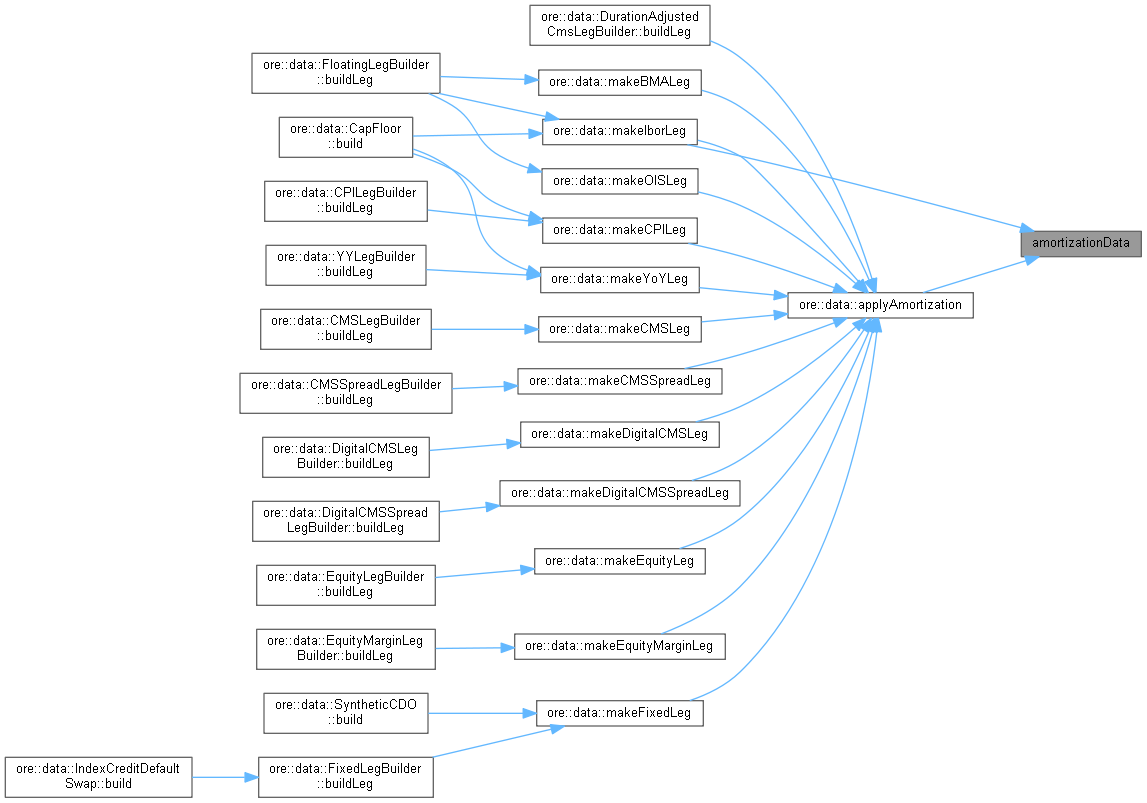 ore::data::DurationAdjusted
CmsLegBuilder::buildLeg
ore::data::FloatingLegBuilder
::buildLeg
ore::data::makeBMALeg
ore::data::CapFloor
::build
ore::data::makeIborLeg
ore::data::makeOISLeg
ore::data::CPILegBuilder
::buildLeg
ore::data::makeCPILeg
amortizationData
ore::data::YYLegBuilder
::buildLeg
ore::data::makeYoYLeg
ore::data::applyAmortization
ore::data::CMSLegBuilder
::buildLeg
ore::data::makeCMSLeg
ore::data::CMSSpreadLegBuilder
::buildLeg
ore::data::makeCMSSpreadLeg
ore::data::DigitalCMSLeg
Builder::buildLeg
ore::data::makeDigitalCMSLeg
ore::data::DigitalCMSSpread
LegBuilder::buildLeg
ore::data::makeDigitalCMSSpreadLeg
ore::data::EquityLegBuilder
::buildLeg
ore::data::makeEquityLeg
ore::data::EquityMarginLeg
Builder::buildLeg
ore::data::makeEquityMarginLeg
ore::data::SyntheticCDO
::build
ore::data::makeFixedLeg
ore::data::IndexCreditDefault
Swap::build
ore::data::FixedLegBuilder
::buildLeg